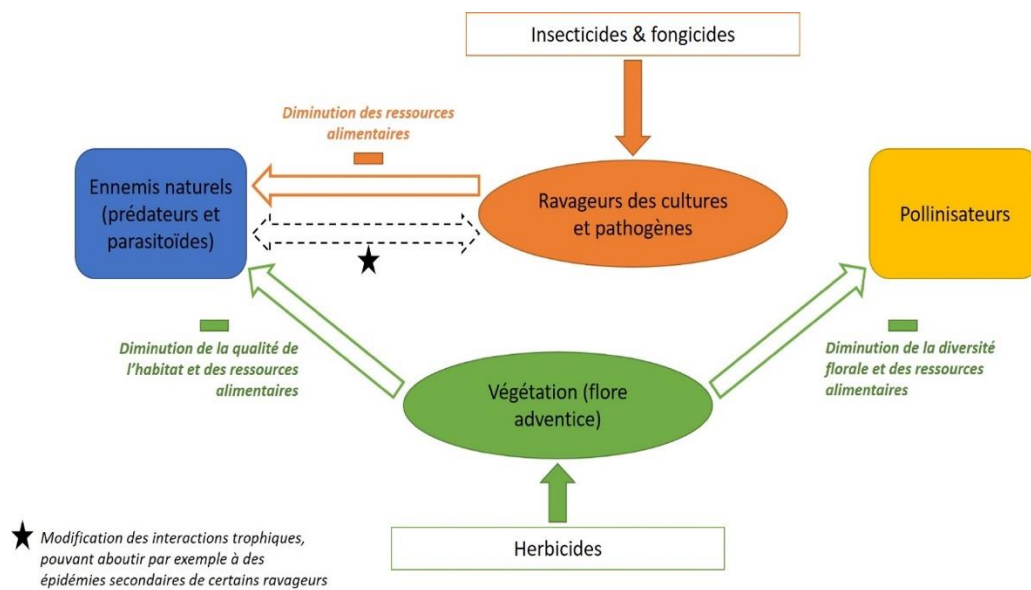 Insecticides & fongicides
Diminution des ressources
alimentaires
Ennemis naturels
(prédateurs et
parasitoïdes)
Ravageurs des cultures
et pathogènes
Pollinisateurs
Diminution de la qualité de
l'habitat et des ressources
alimentaires
Végétation (flore
adventice)
Diminution de la diversité
florale et des ressources
alimentaires
Herbicides
Modification des interactions trophiques,
pouvant aboutir par exemple à des
épidémies secondaires de certains ravageurs